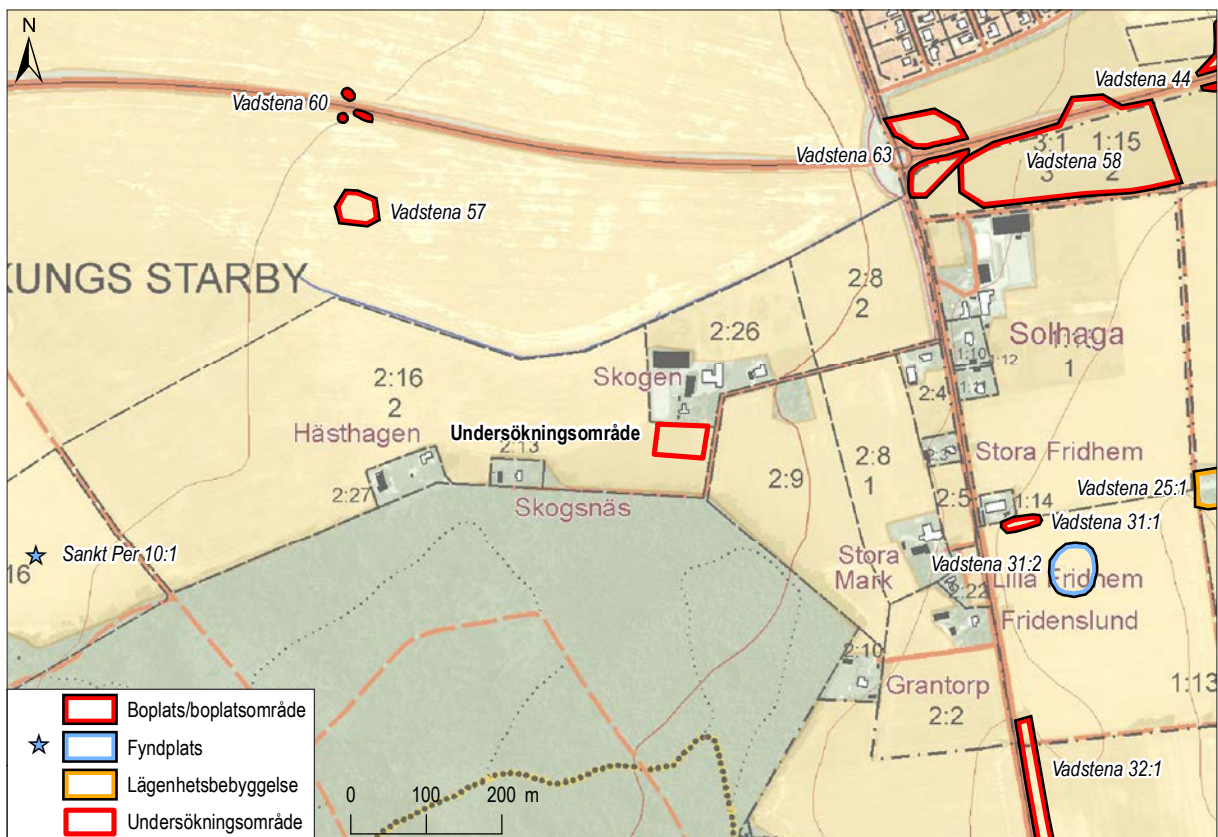 N
Vadstena 44
Vadstena 60
Vadstena 63
3:1
3
1:15
2
Vadstena 58
Vadstena 57
KUNGS STARBY
2:8
2
2:26
Solhaga
1
1:10
1:12
1:11
Skogen
2:16
2
2:4
Hästhagen
Undersökningsområde
2:13
Stora Fridhem
2:8
1
2:9
2:27
2:5
1:14
Vadstena 25:1
Skogsnäs
Vadstena 31:1
Sankt Per 10:1
Stora
Mark
Vadstena 31:2
16
Lilla Fridhem
2:22
Fridenslund
2:10
Grantorp
2:2
1:13
Boplats/boplatsområde
Fyndplats
Lägenhetsbebyggelse
Undersökningsområde
0 100 200 m
Vadstena 32:1